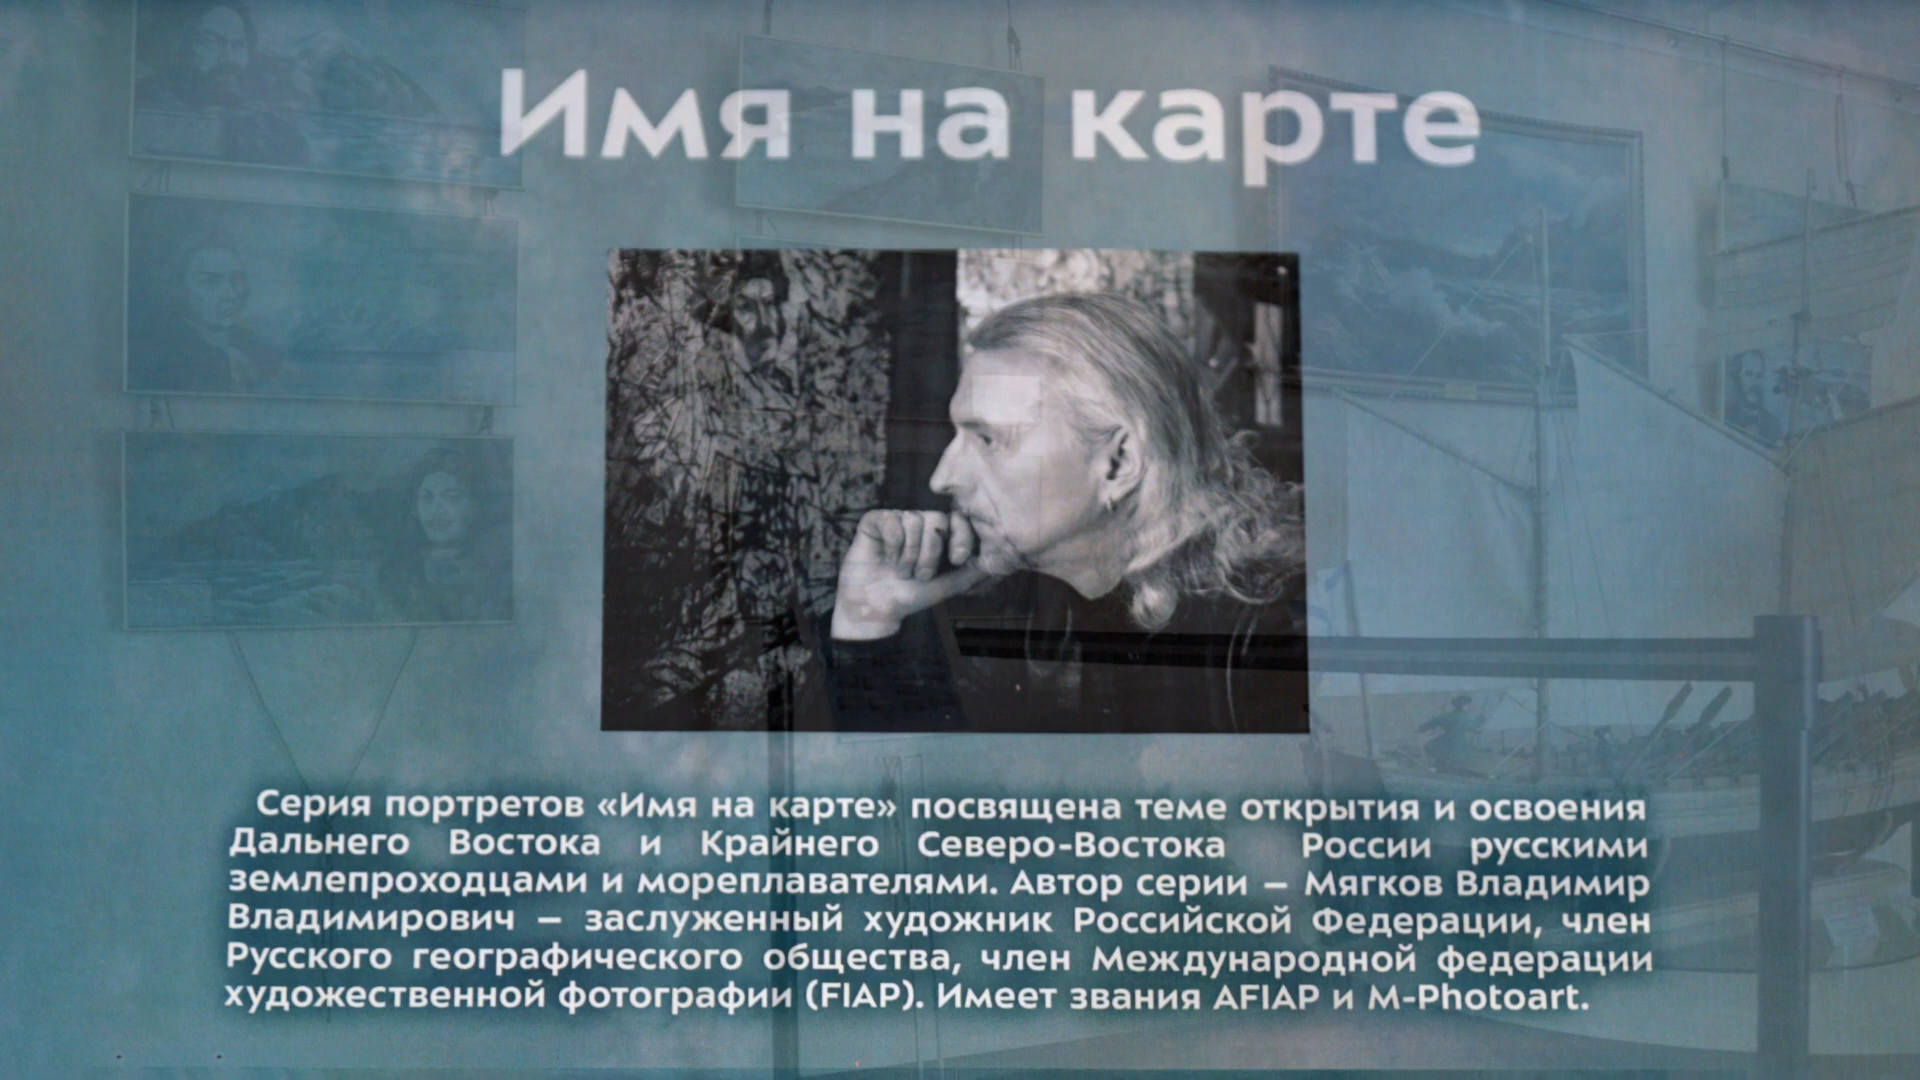 Имя на карте
Серия портретов «Имя на карте» посвящена теме открытия и освоения
Дальнего Востока и Крайнего Северо-Востока России русскими
землепроходцами и мореплавателями. Автор серии – Мягков Владимир
Владимирович – заслуженный художник Российской Федерации, член
Русского географического общества, член Международной федерации
художественной фотографии (FIAP). Имеет звания AFIAP и M-Photoart.